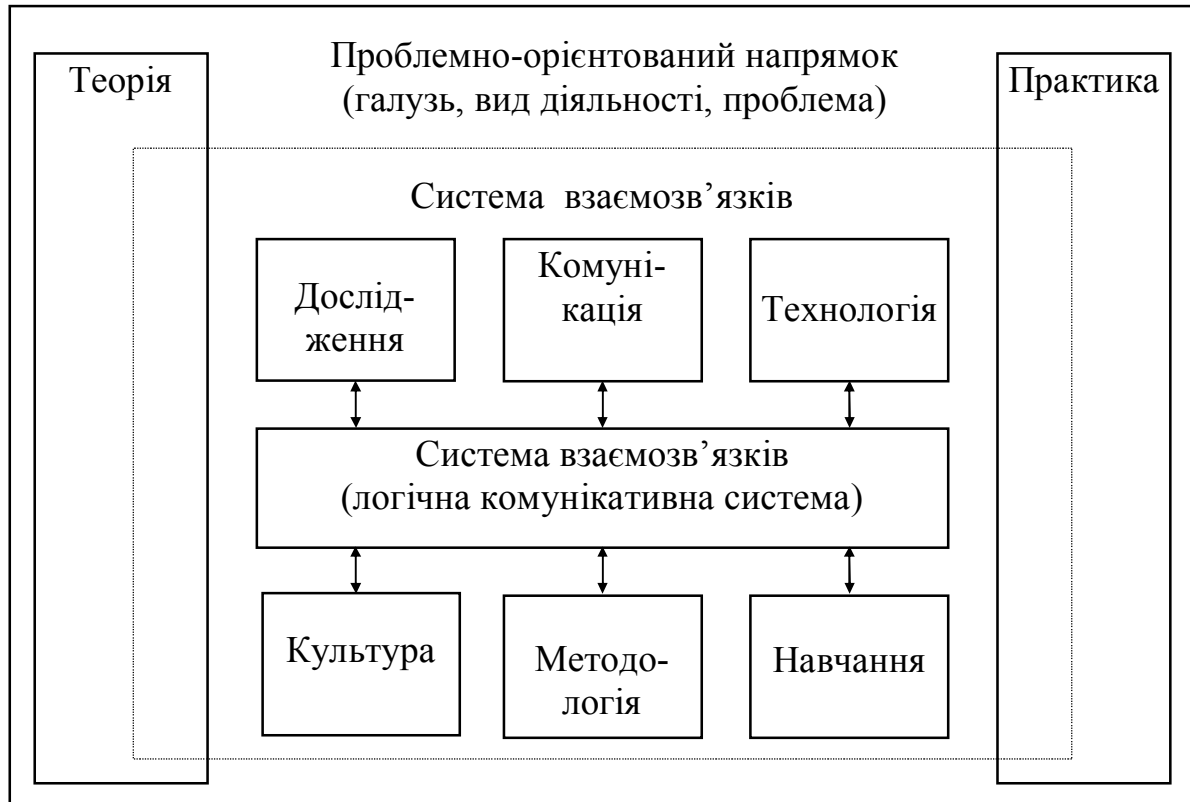 Проблемно-орієнтований напрямок
(галузь, вид діяльності, проблема)
Теорія
Практика
Система взаємозв’язків
Дослід-
ження
Комуні-
кація
Технологія
Система взаємозв’язків
(логічна комунікативна система)
Культура
Методо-
логія
Навчання